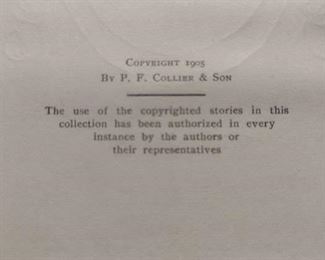 Copyright 1905
By P. F. Collier & Son
The use of the copyrighted stories in this
collection has been authorized in every
instance by the authors or
their representatives